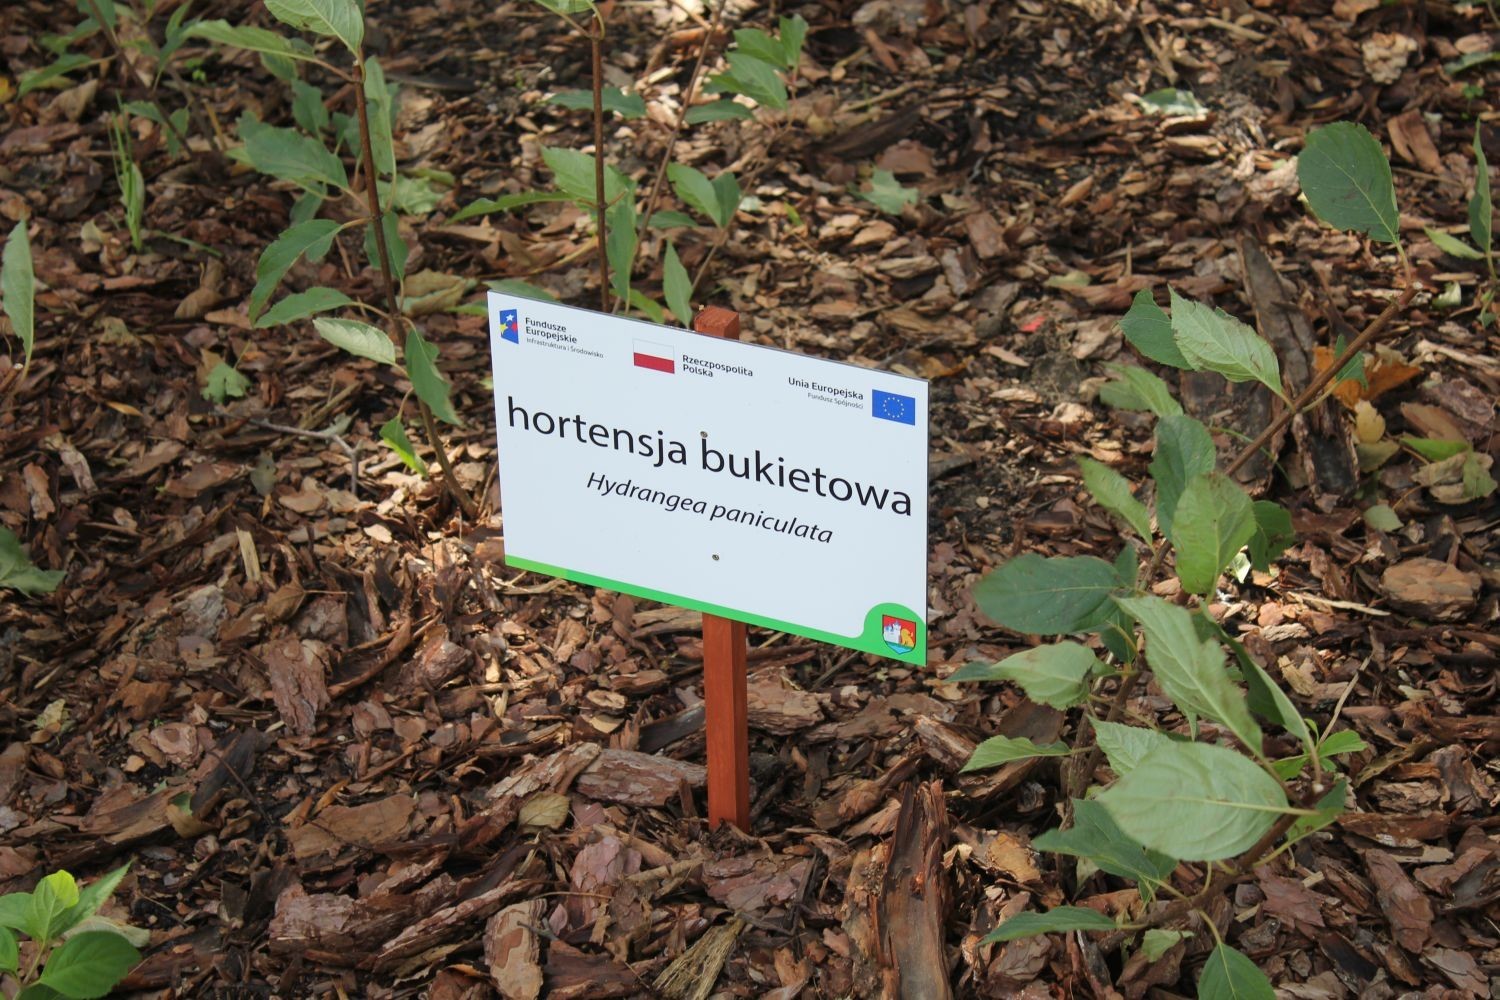 Fundusze
Europejskie
Infrastruktura i Środowisko
Rzeczpospolita
Polska
Unia Europejska
Fundusz Spójności
hortensja bukietowa
Hydrangea paniculata